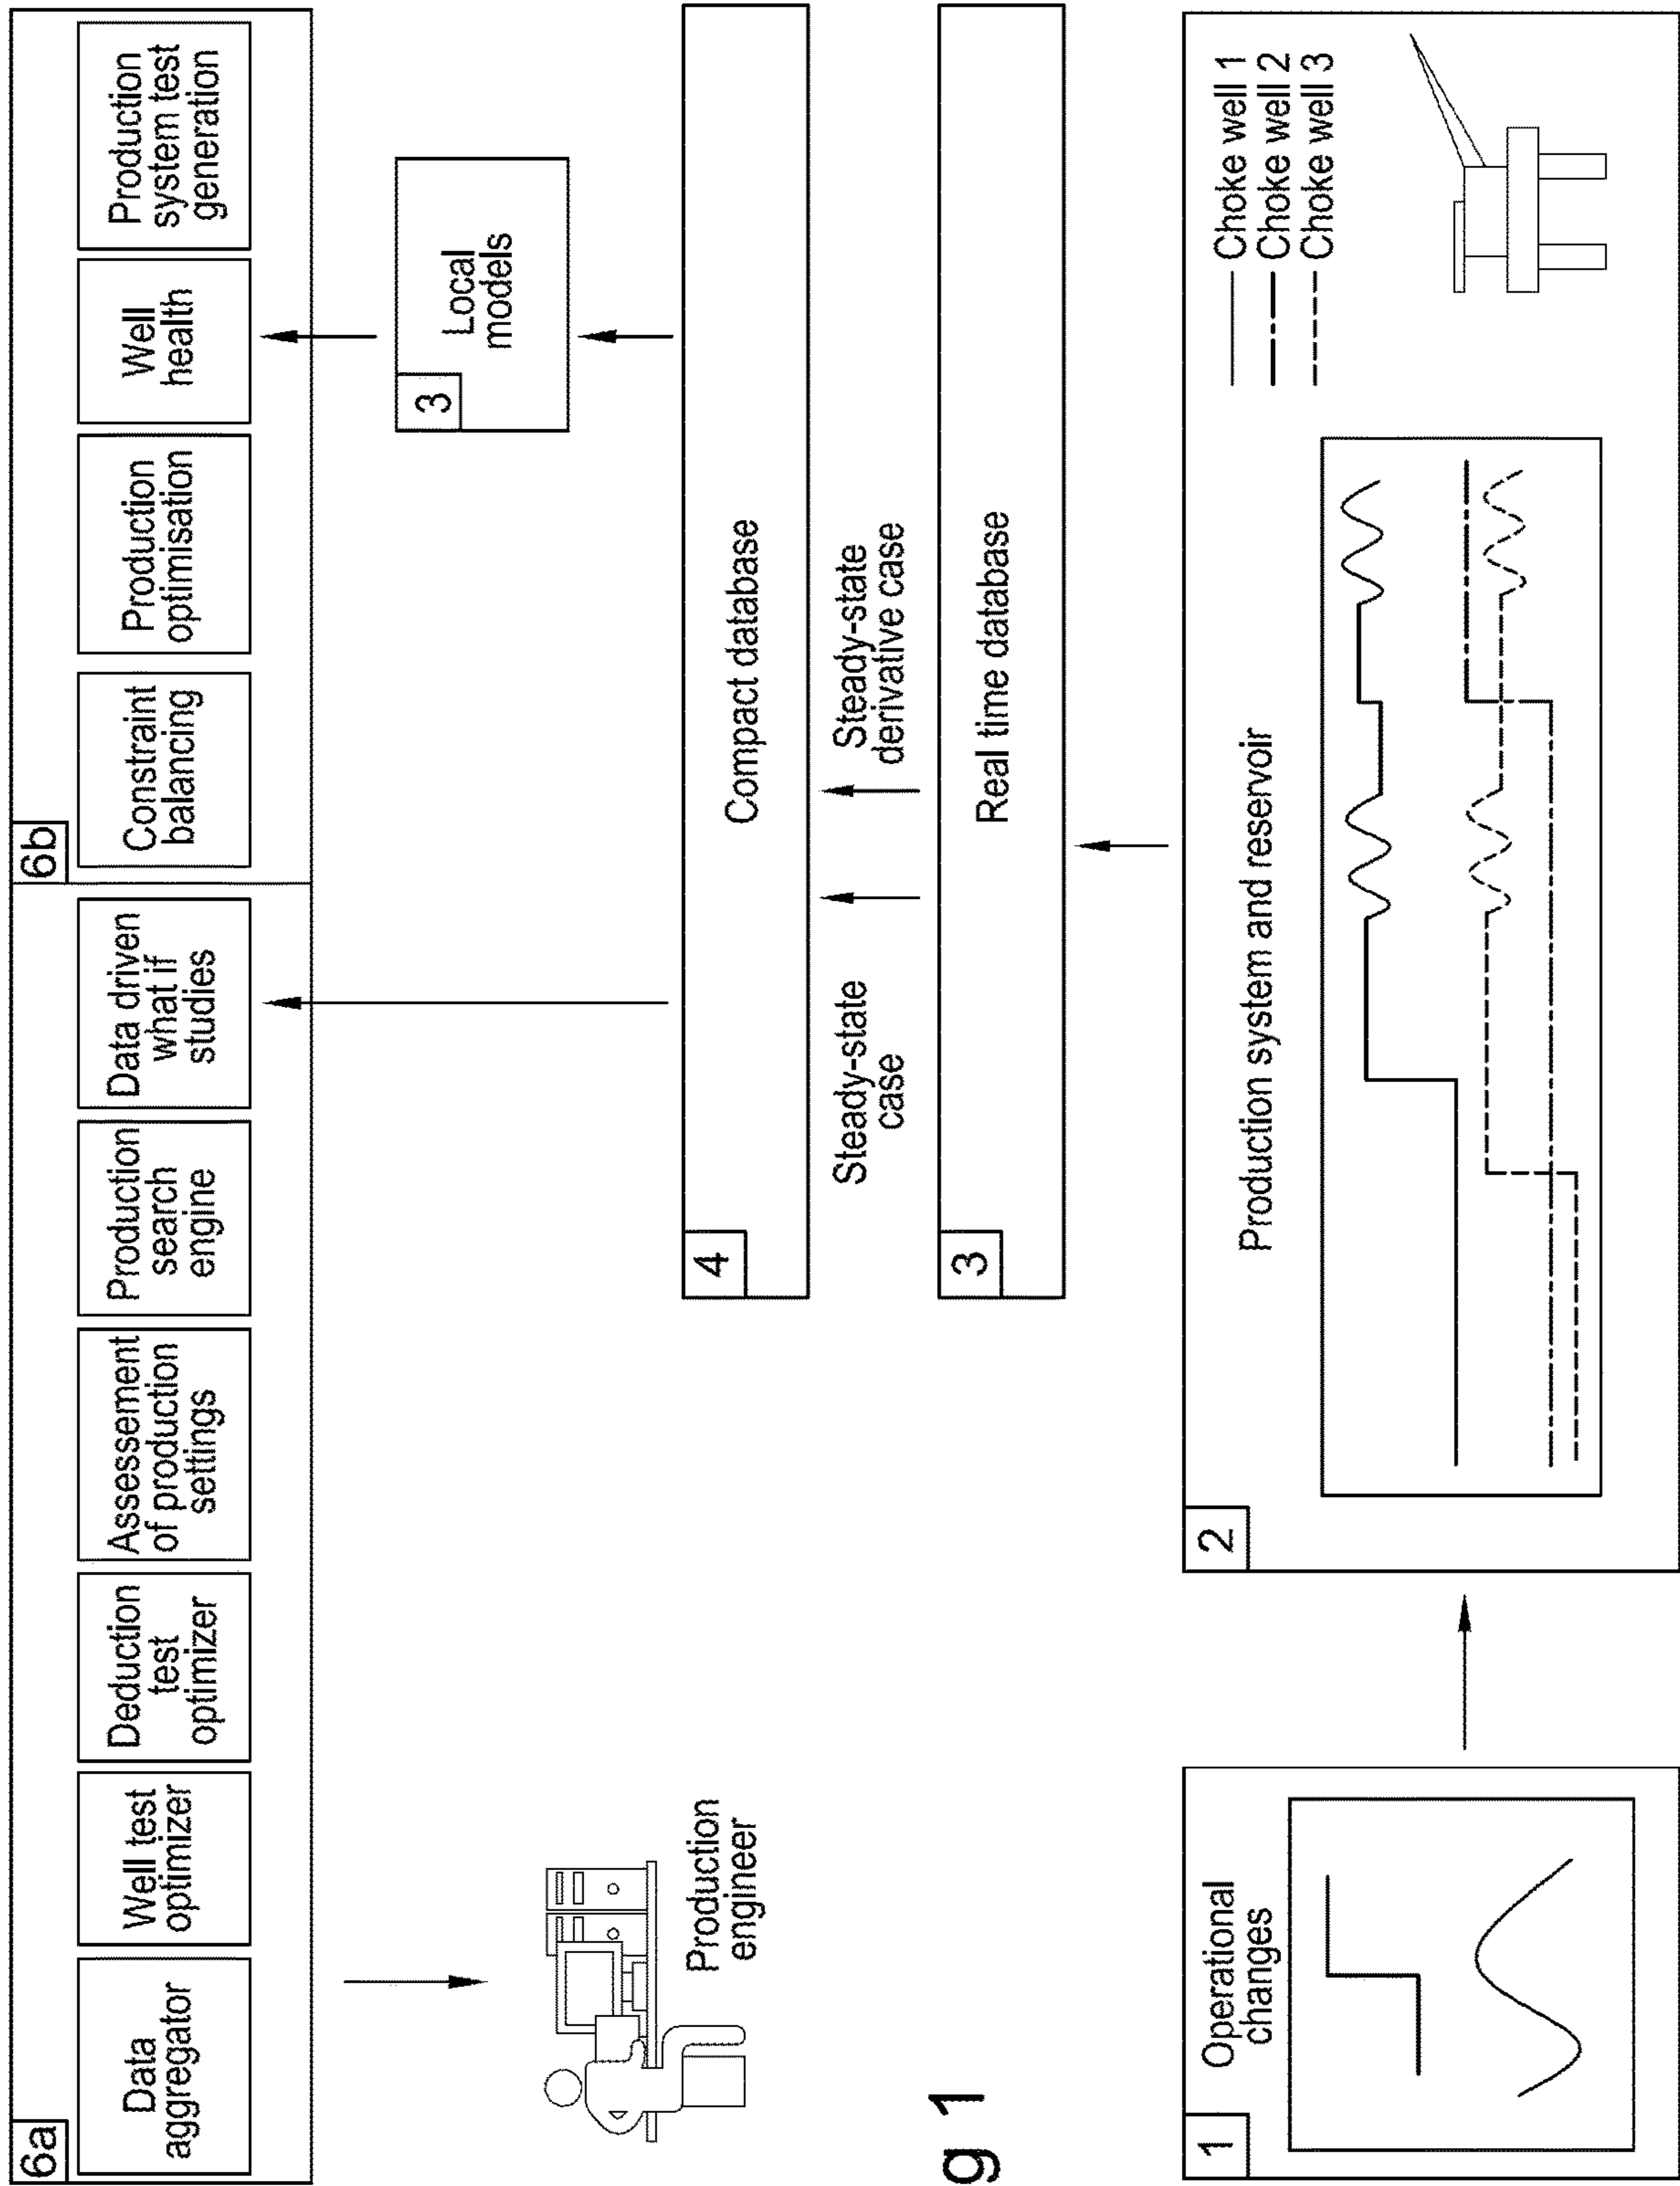 6a
Data
aggregator
Well test
optimizer
Deduction
test
optimizer
Assessement
of production
settings
Production
search
engine
Data driven
what if
studies
6b
Constraint
balancing
Production
optimisation
Well
health
Production
system test
generation
3
Local
models
Production
engineer
4
Compact database
Steady-state
case
Steady-state
derivative case
3
Real time database
g 1
1
Operational
changes
2
Production system and reservoir
Choke well 1
Choke well 2
Choke well 3